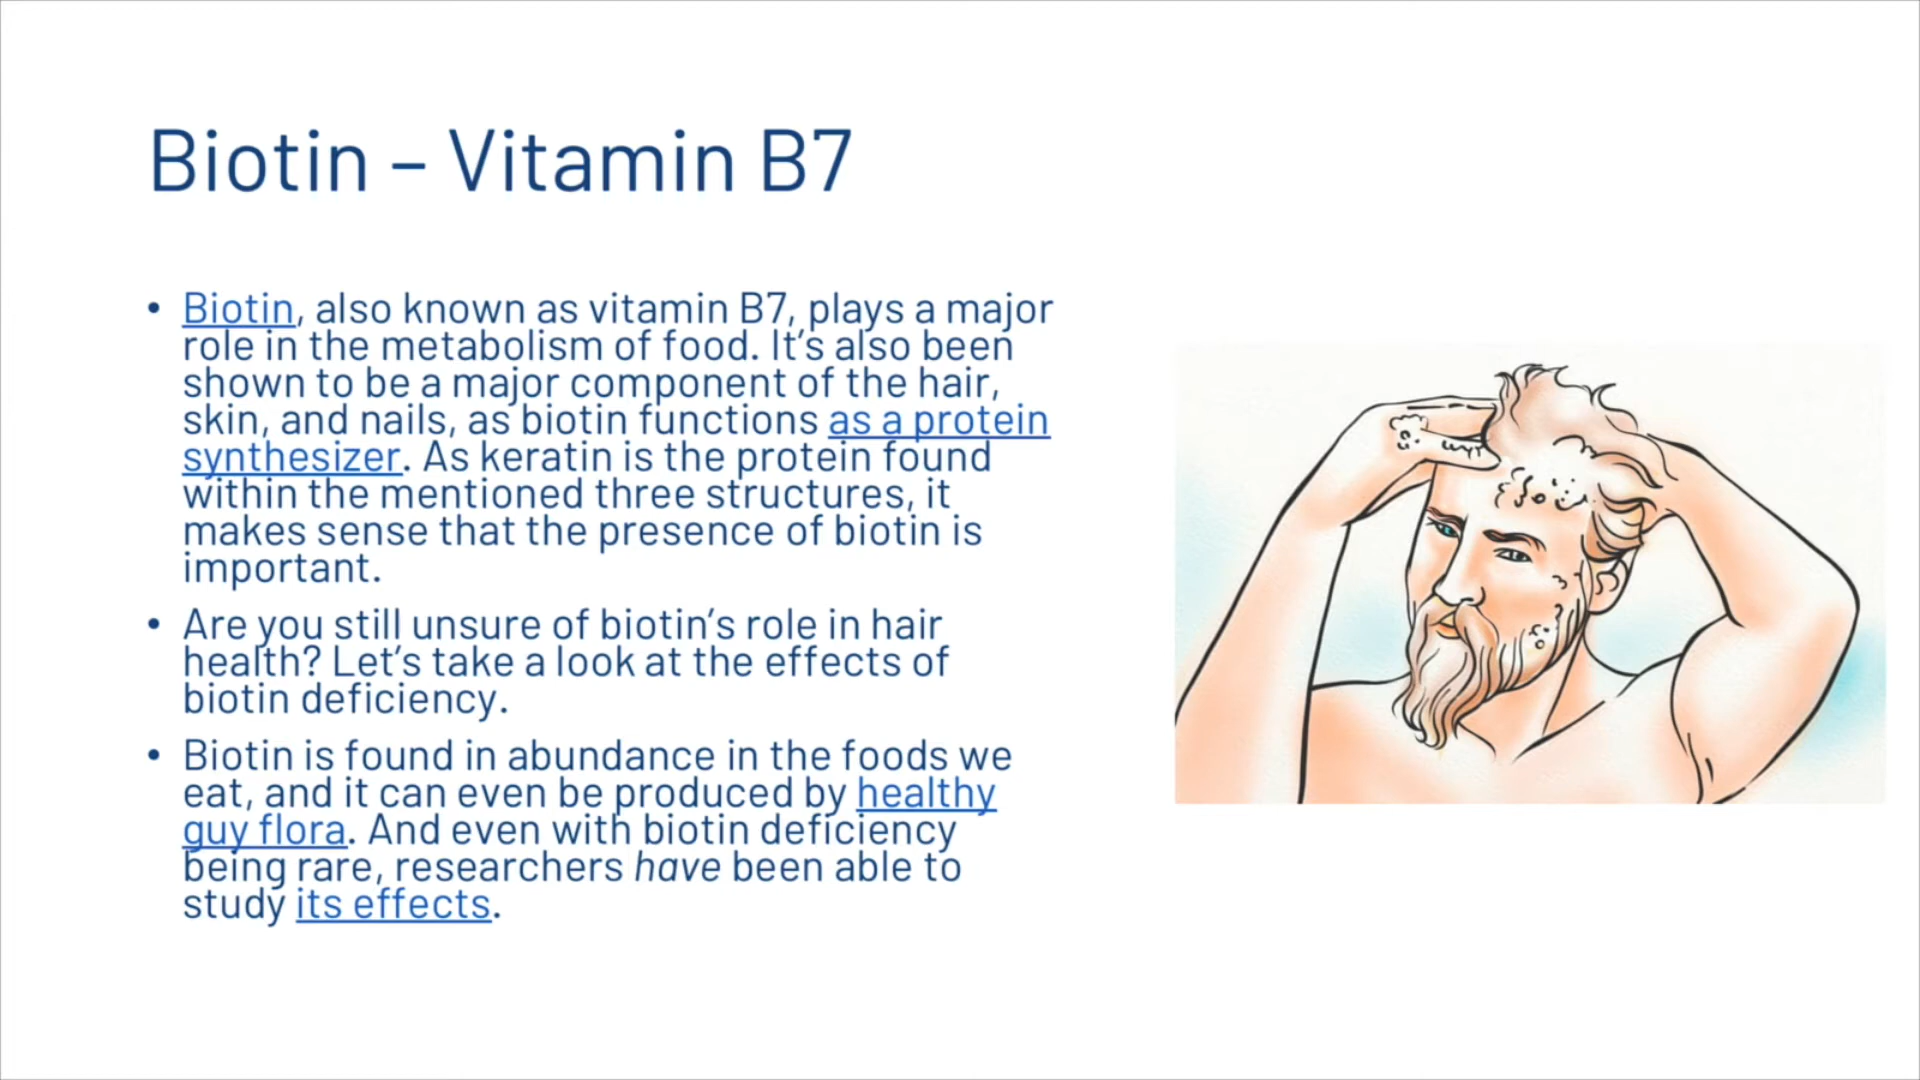 Biotin – Vitamin B7
• Biotin, also known as vitamin B7, plays a major
role in the metabolism of food. It’s also been
shown to be a major component of the hair,
skin, and nails, as biotin functions as a protein
synthesizer. As keratin is the protein found
within the mentioned three structures, it
makes sense that the presence of biotin is
important.
• Are you still unsure of biotin’s role in hair
health? Let’s take a look at the effects of
biotin deficiency.
• Biotin is found in abundance in the foods we
eat, and it can even be produced by healthy
guy flora. And even with biotin deficiency
being rare, researchers have been able to
study its effects.